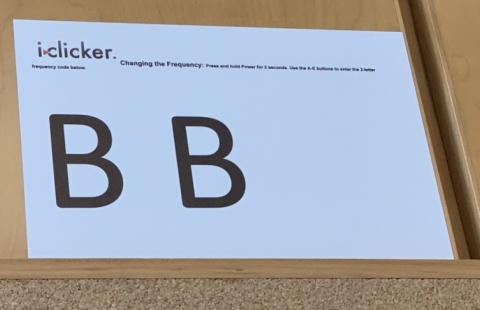 i>clicker.
Changing the Frequency: Press and hold Power for 2 seconds. Use the A-E buttons to enter the 2-letter
frequency code below.
B B